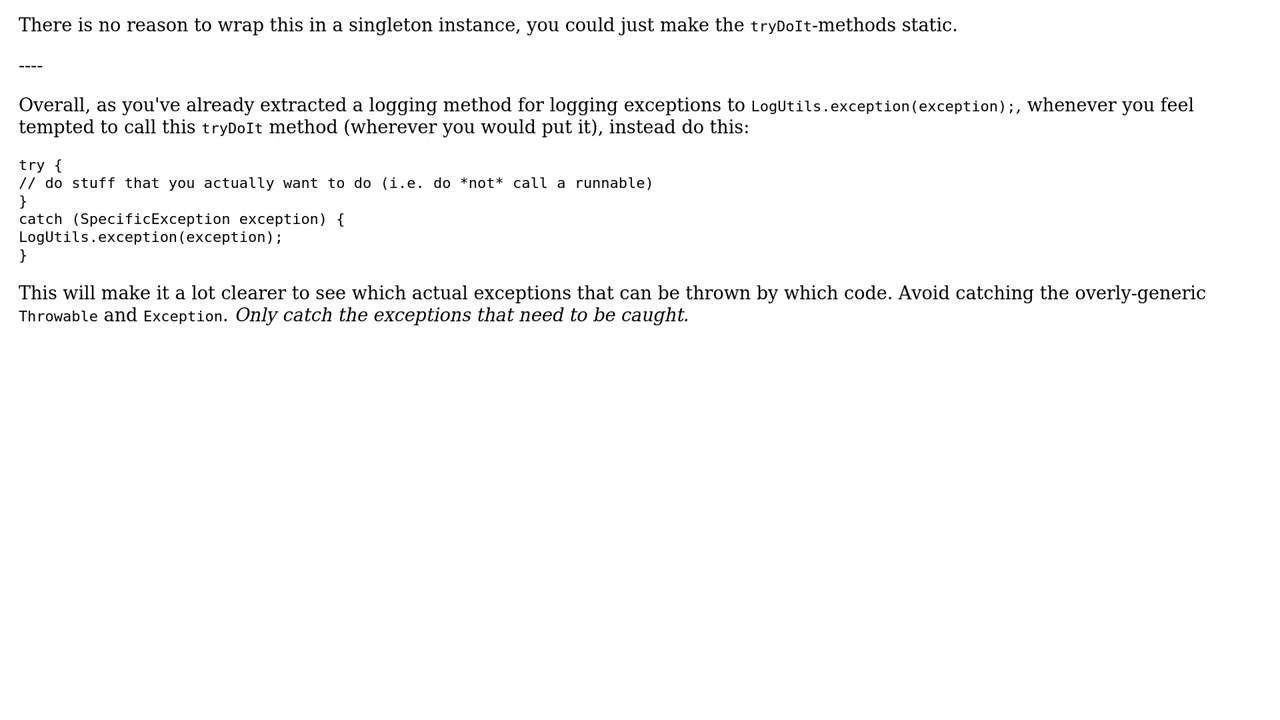 There is no reason to wrap this in a singleton instance, you could just make the tryDoIt-methods static.
----
Overall, as you've already extracted a logging method for logging exceptions to LogUtils.exception(exception);, whenever you feel
tempted to call this tryDoIt method (wherever you would put it), instead do this:
try {
// do stuff that you actually want to do (i.e. do *not* call a runnable)
}
catch (SpecificException exception) {
LogUtils.exception(exception);
}
This will make it a lot clearer to see which actual exceptions that can be thrown by which code. Avoid catching the overly-generic
Throwable and Exception. Only catch the exceptions that need to be caught.